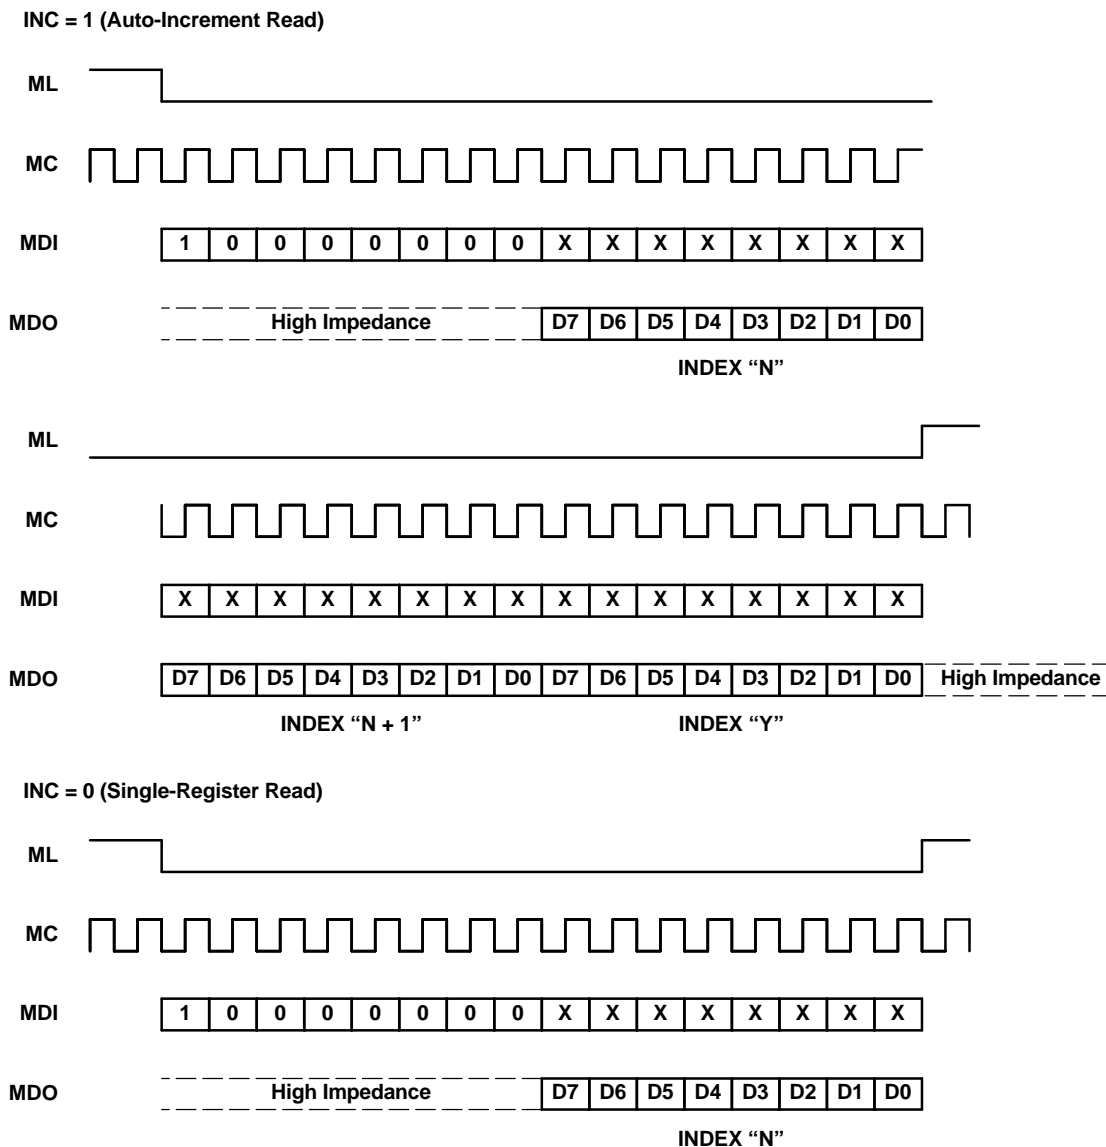 INC = 1 (Auto-Increment Read)
ML
MC
MDI 1 0 0 0 0 0 0 0 X X X X X X X X
MDO High Impedance D7 D6 D5 D4 D3 D2 D1 D0
INDEX “N”
ML
MC
MDI X X X X X X X X X X X X X X X X
MDO D7 D6 D5 D4 D3 D2 D1 D0 D7 D6 D5 D4 D3 D2 D1 D0 High Impedance
INDEX “N + 1” INDEX “Y”
INC = 0 (Single-Register Read)
ML
MC
MDI 1 0 0 0 0 0 0 0 X X X X X X X X
MDO High Impedance D7 D6 D5 D4 D3 D2 D1 D0
INDEX “N”